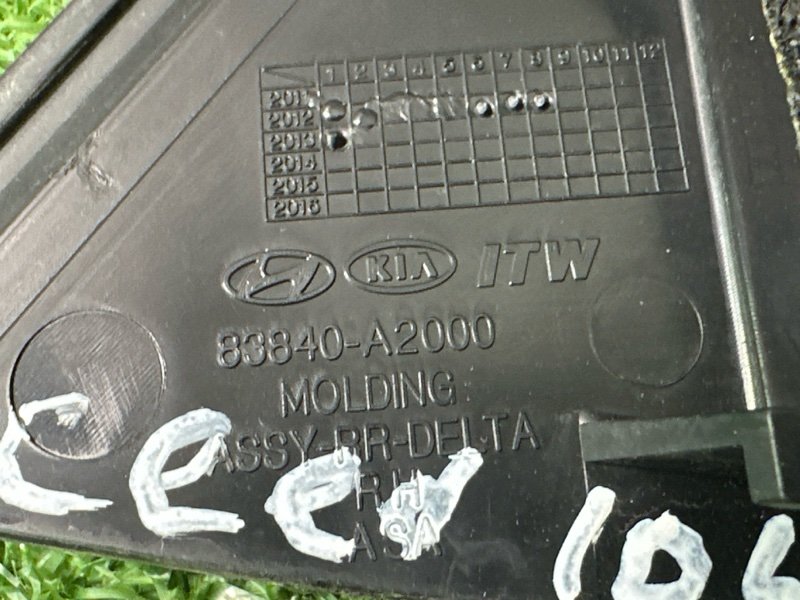 1 2 3 4 5 6 7 8 9 10 11 12
2011
2012
2013
2014
2015
2016
KIA ITW
83840-A2000
MOLDING
ASSY-RR-DELTA
RH
ASA